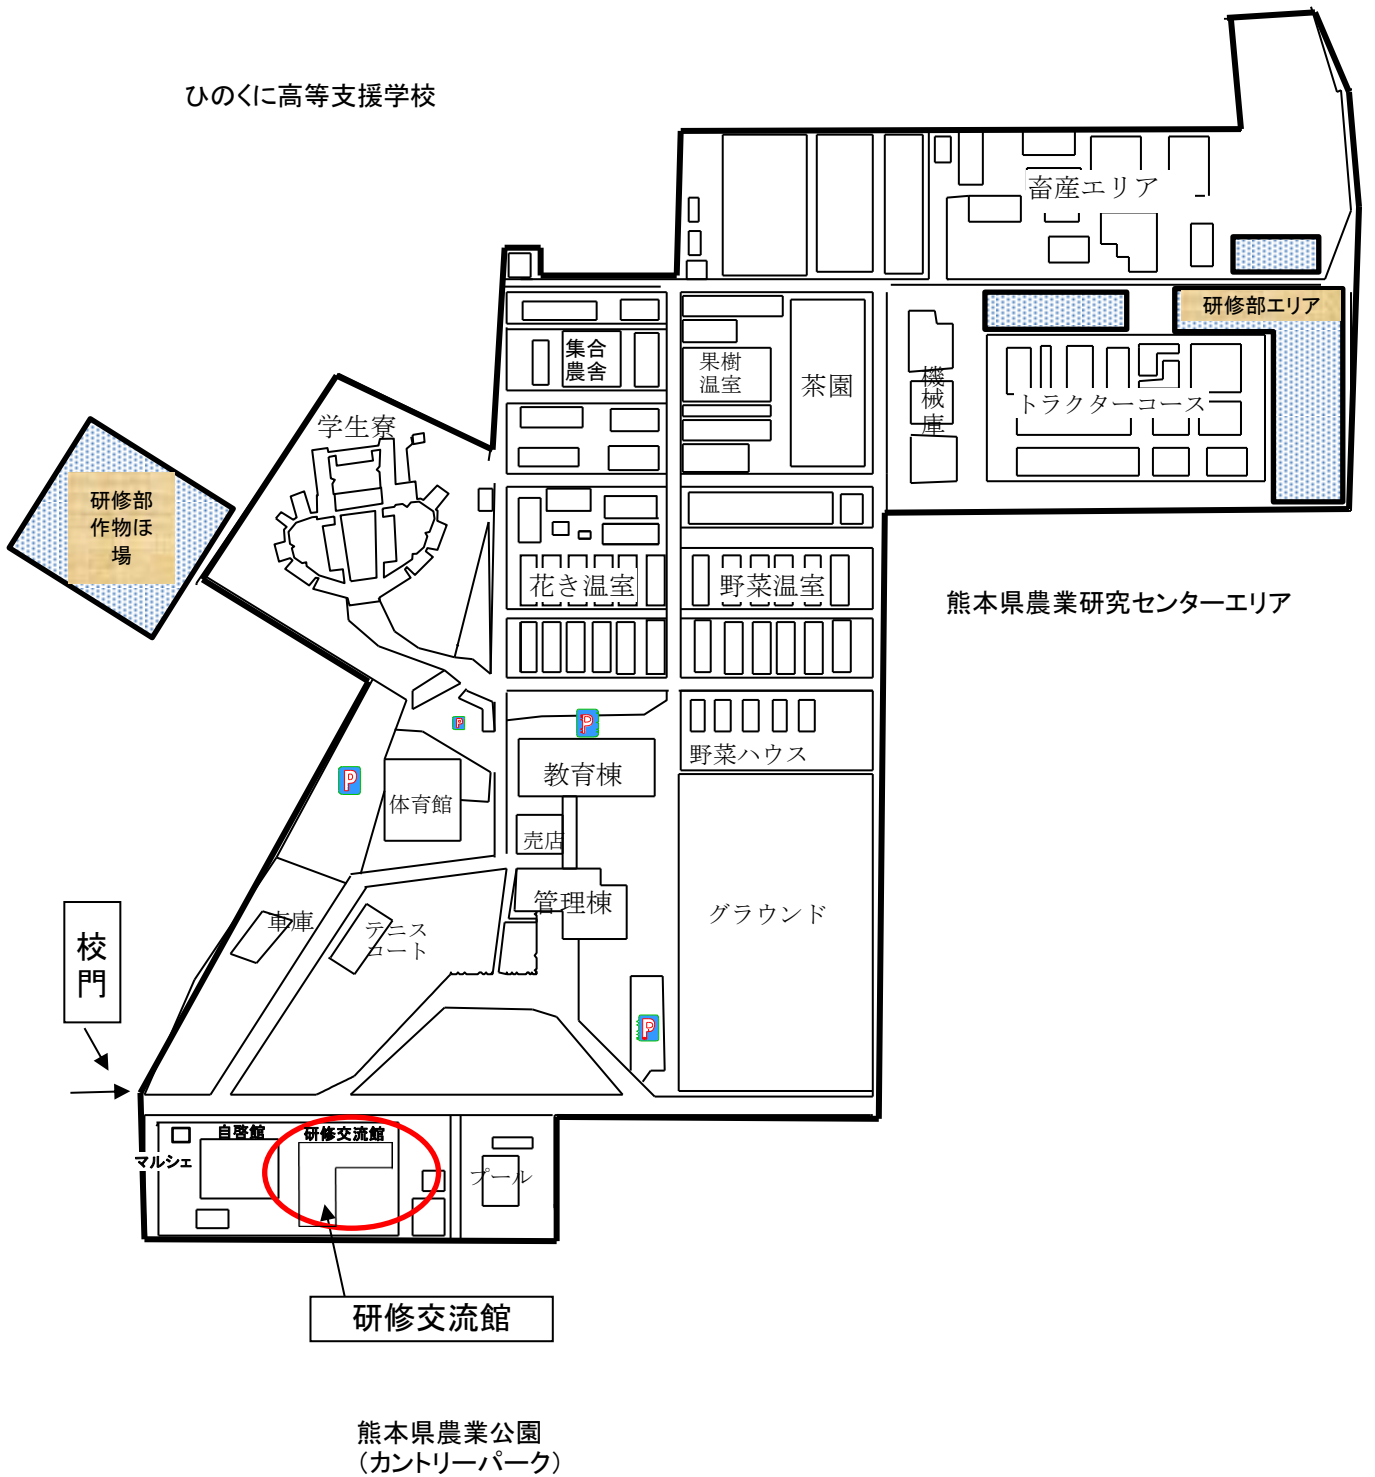 ひのくに高等支援学校
畜産エリア
研修部エリア
集合
農舎
果樹
温室
茶園
機
械
庫
トラクターコース
学生寮
研修部
作物ほ
場
花き温室
野菜温室
熊本県農業研究センターエリア
P
P
野菜ハウス
P
教育棟
体育館
売店
管理棟
グラウンド
車庫
テニス
コート
校
門
P
自啓館
研修交流館
マルシェ
プール
研修交流館
熊本県農業公園
（カントリーパーク）